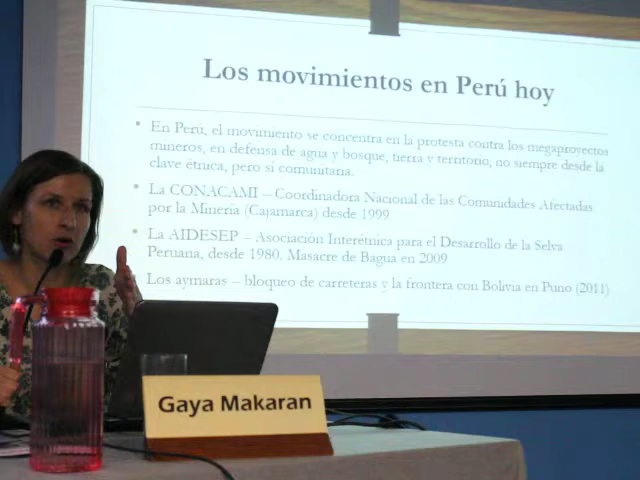 Los movimientos en Perú hoy
• En Perú, el movimiento se concentra en la protesta contra los megaproyectos
mineros, en defensa de agua y bosque, tierra y territorio, no siempre desde la
clave étnica, pero sí comunitaria.
• La CONACAMI – Coordinadora Nacional de las Comunidades Afectadas
por la Minería (Cajamarca) desde 1999
• La AIDESEP – Asociación Interétnica para el Desarrollo de la Selva
Peruana, desde 1980. Masacre de Bagua en 2009
Los aymaras – bloqueo de carreteras y la frontera con Bolivia en Puno (2011)
Gaya Makaran